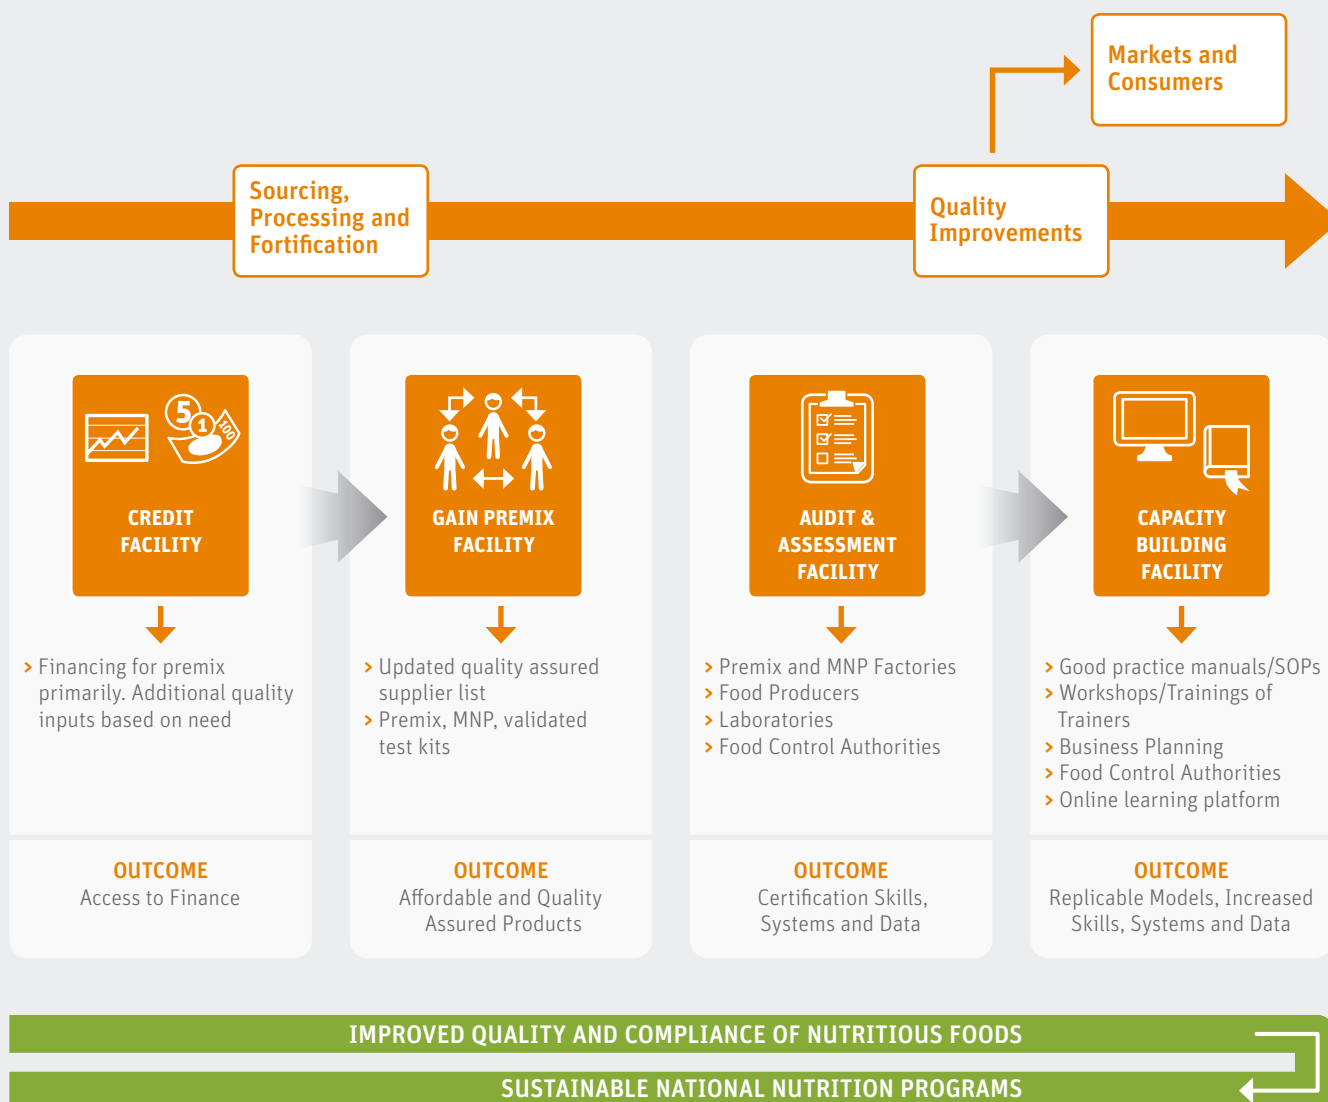 Markets and
Consumers
Sourcing,
Processing and
Fortification
Quality
Improvements
5
1
100
CREDIT
FACILITY
> Financing for premix
primarily. Additional quality
inputs based on need
OUTCOME
Access to Finance
GAIN PREMIX
FACILITY
> Updated quality assured
supplier list
> Premix, MNP, validated
test kits
OUTCOME
Affordable and Quality
Assured Products
AUDIT &
ASSESSMENT
FACILITY
> Premix and MNP Factories
> Food Producers
> Laboratories
> Food Control Authorities
OUTCOME
Certification Skills,
Systems and Data
CAPACITY
BUILDING
FACILITY
> Good practice manuals/SOPs
> Workshops/Trainings of
Trainers
> Business Planning
> Food Control Authorities
> Online learning platform
OUTCOME
Replicable Models, Increased
Skills, Systems and Data
IMPROVED QUALITY AND COMPLIANCE OF NUTRITIOUS FOODS
SUSTAINABLE NATIONAL NUTRITION PROGRAMS